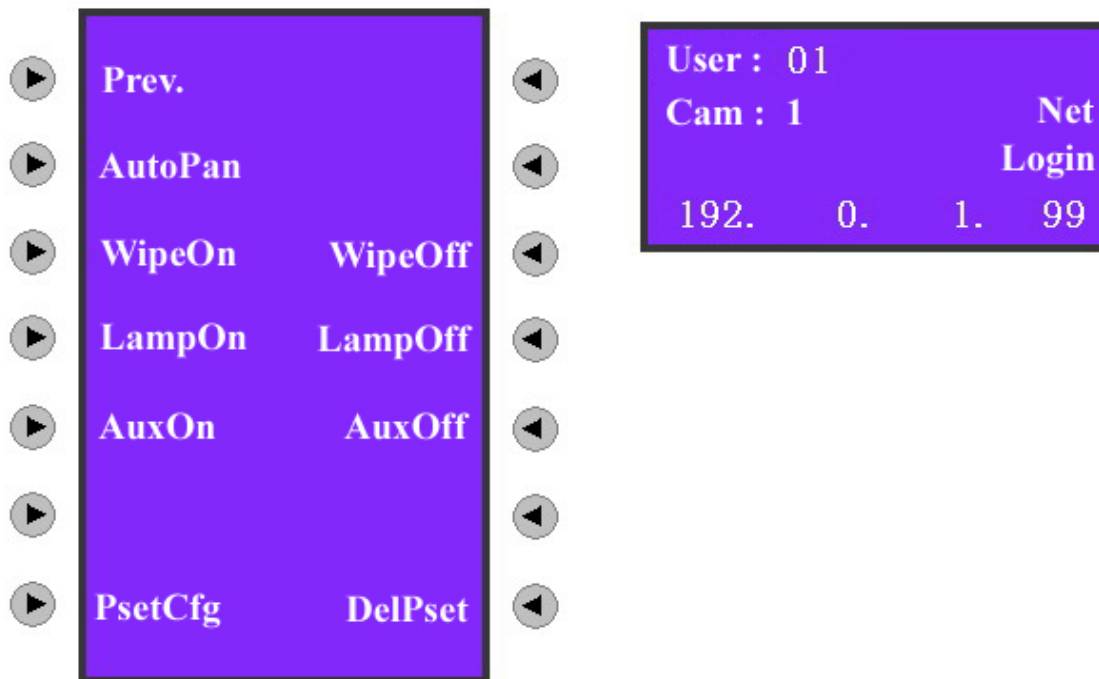 Prev.
AutoPan
WipeOn WipeOff
LampOn LampOff
AuxOn AuxOff
PsetCfg DelPset
User : 01
Cam : 1 Net
Login
192. 0. 1. 99